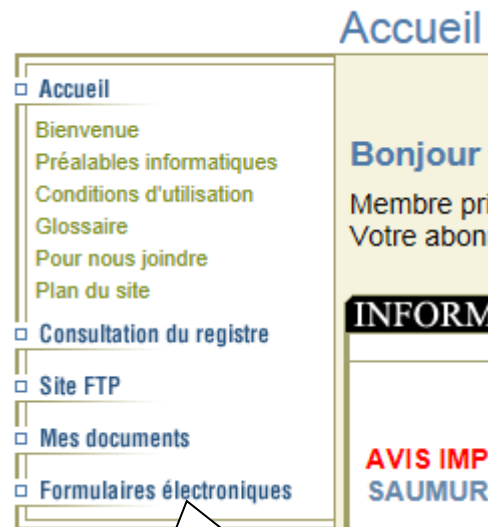 Accueil
Accueil
Bienvenue
Préalables informatiques
Conditions d'utilisation
Glossaire
Pour nous joindre
Plan du site
Consultation du registre
Site FTP
Mes documents
Formulaires électroniques
Bonjour
Membre pri
Votre abon
INFORM
AVIS IMP
SAUMUR